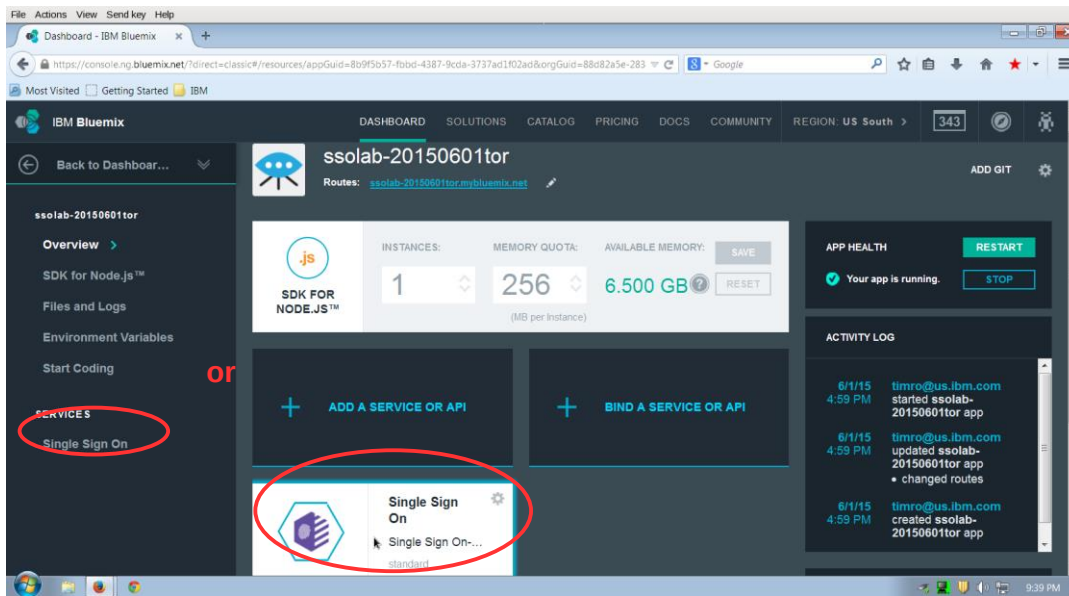 File Actions View Send key Help
Dashboard - IBM Bluemix × +
https://console.ng.bluemix.net/?direct=classic#/resources/appGuid=8b9f5b57-fbbd-4387-9cda-3737ad1f02ad&orgGuid=88d82a5e-283 Google
Most Visited Getting Started IBM
IBM Bluemix DASHBOARD SOLUTIONS CATALOG PRICING DOCS COMMUNITY REGION: US South > 343
Back to Dashboar...
ssolab-20150601tor
Overview >
SDK for Node.js™
Files and Logs
Environment Variables
Start Coding
SERVICES
Single Sign On
or
ssolab-20150601tor
Routes: ssolab-20150601tor.mybluemix.net
ADD GIT
.js
SDK FOR
NODE.JS™
INSTANCES: MEMORY QUOTA: AVAILABLE MEMORY: SAVE
1 256 6.500 GB ? RESET
(MB per Instance)
+ ADD A SERVICE OR API
+ BIND A SERVICE OR API
Single Sign
On
Single Sign On-...
standard
APP HEALTH RESTART
Your app is running. STOP
ACTIVITY LOG
6/1/15 timro@us.ibm.com
4:59 PM started ssolab-
20150601tor app
6/1/15 timro@us.ibm.com
4:59 PM updated ssolab-
20150601tor app
• changed routes
6/1/15 timro@us.ibm.com
4:59 PM created ssolab-
20150601tor app
9:39 PM